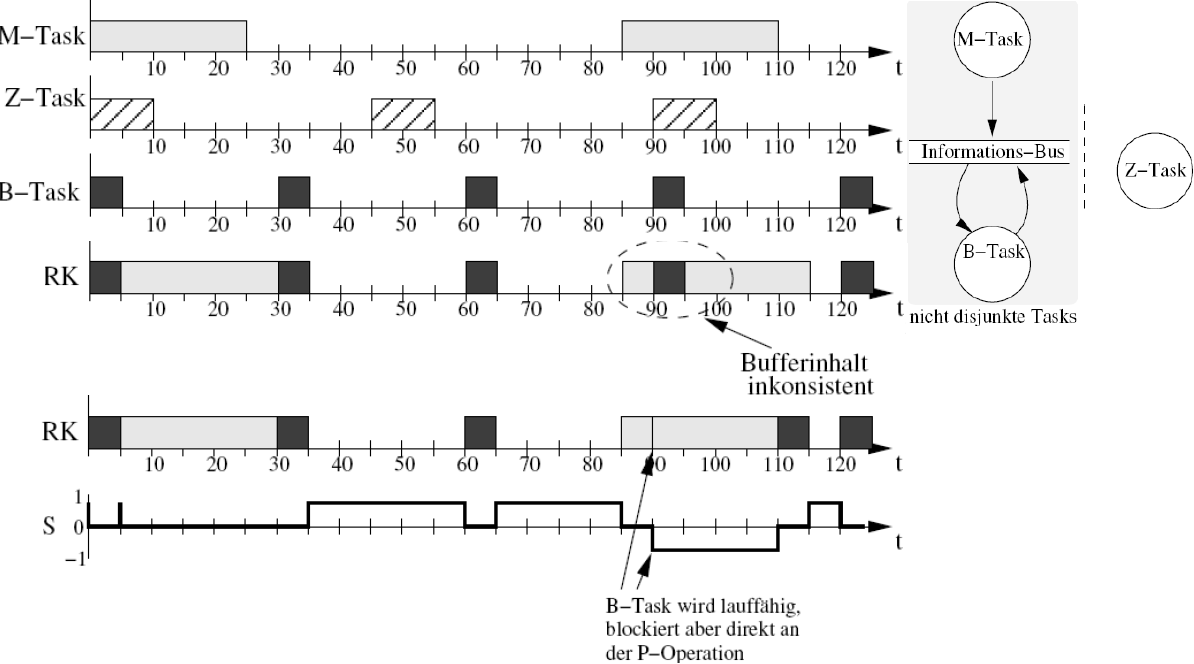 M–Task
10 20 30 40 50 60 70 80 90 100 110 120 t
Z–Task
10 20 30 40 50 60 70 80 90 100 110 120 t
B–Task
10 20 30 40 50 60 70 80 90 100 110 120 t
RK
10 20 30 40 50 60 70 80 90 100 110 120 t
Bufferinhalt
inkonsistent
M–Task
Informations–Bus
B–Task
nicht disjunkte Tasks
Z–Task
RK
10 20 30 40 50 60 70 80 90 100 110 120 t
S
1
0
−1
t
B–Task wird lauffähig,
blockiert aber direkt an
der P–Operation